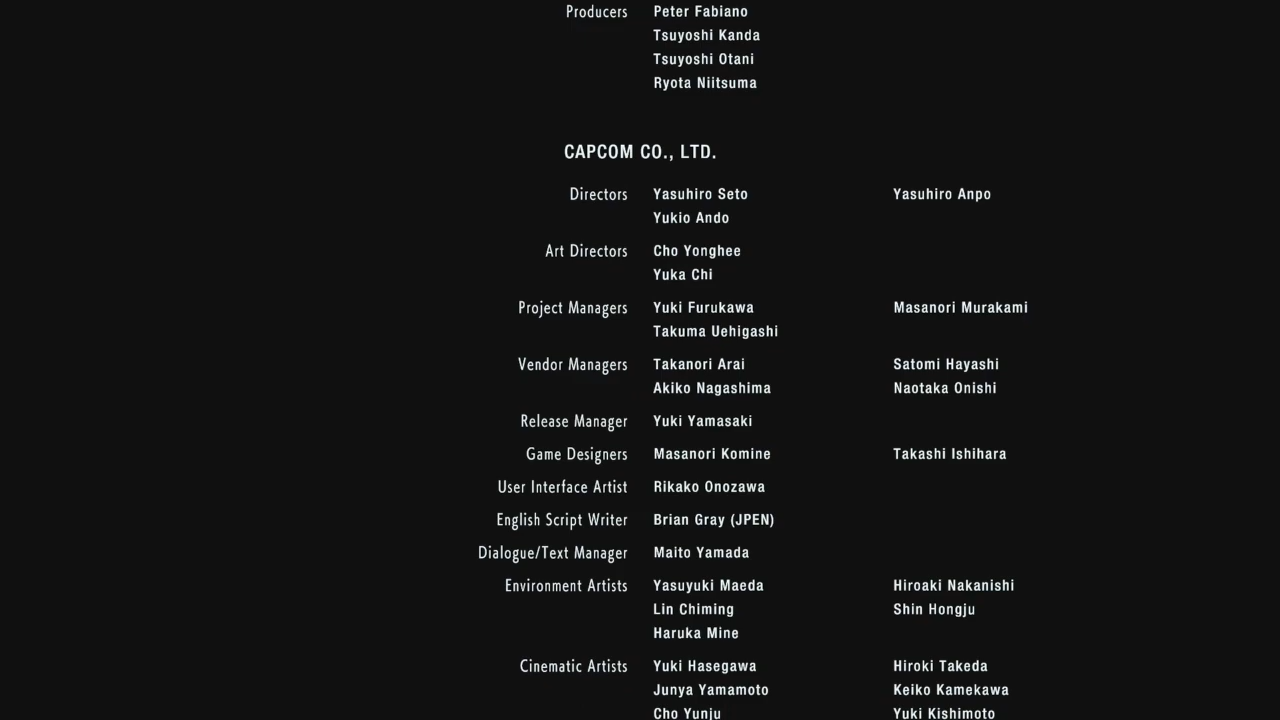 Producers Peter Fabiano
Tsuyoshi Kanda
Tsuyoshi Otani
Ryota Niitsuma
CAPCOM CO., LTD.
Directors Yasuhiro Seto Yasuhiro Anpo
Yukio Ando
Art Directors Cho Yonghee
Yuka Chi
Project Managers Yuki Furukawa Masanori Murakami
Takuma Uehigashi
Vendor Managers Takanori Arai Satomi Hayashi
Akiko Nagashima Naotaka Onishi
Release Manager Yuki Yamasaki
Game Designers Masanori Komine Takashi Ishihara
User Interface Artist Rikako Onozawa
English Script Writer Brian Gray (JPEN)
Dialogue/Text Manager Maito Yamada
Environment Artists Yasuyuki Maeda Hiroaki Nakanishi
Lin Chiming Shin Hongju
Haruka Mine
Cinematic Artists Yuki Hasegawa Hiroki Takeda
Junya Yamamoto Keiko Kamekawa
Cho Yunju Yuki Kishimoto